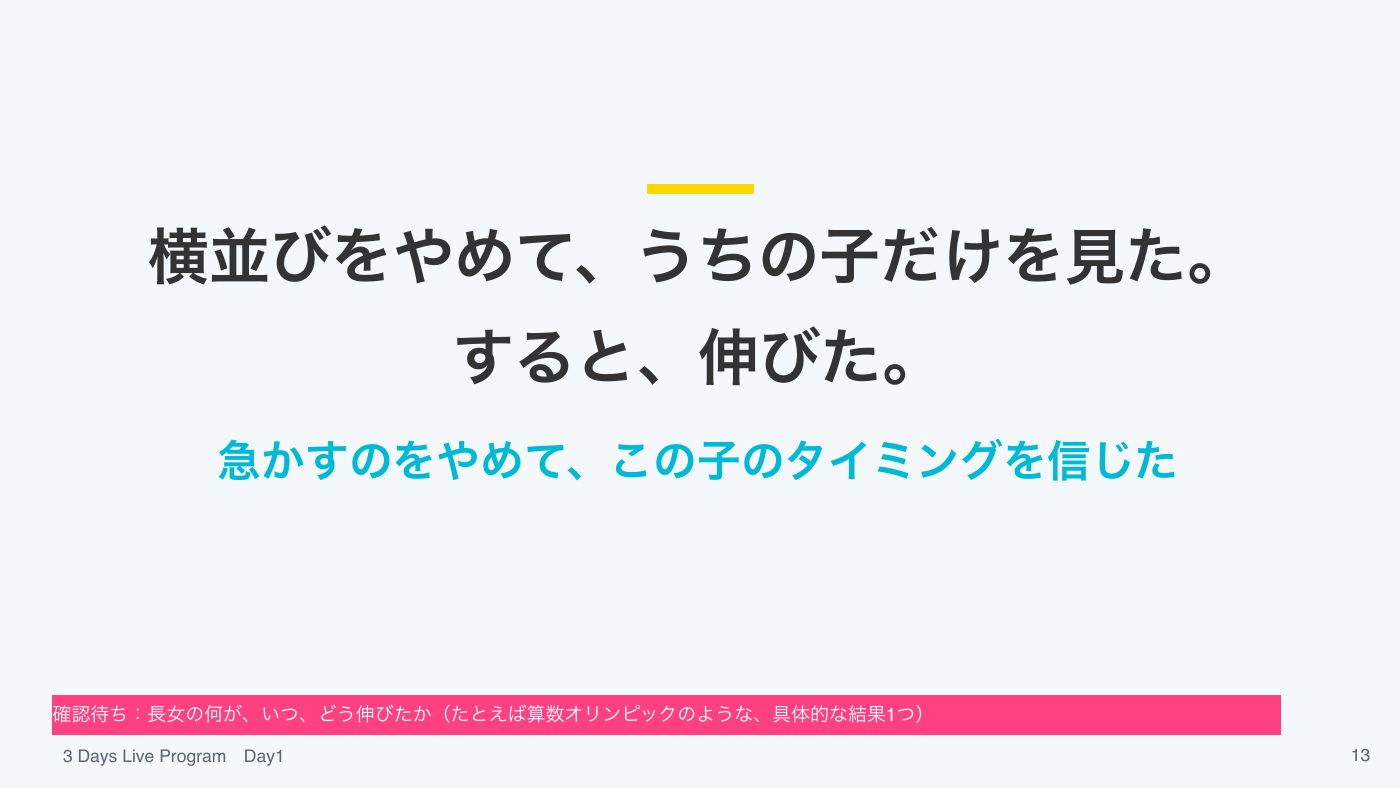 横並びをやめて、うちの子だけを見た。
すると、伸びた。
急かすのをやめて、この子のタイミングを信じた
確認待ち：長女の何が、いつ、どう伸びたか（たとえば算数オリンピックのような、具体的な結果1つ）
3 Days Live Program　Day1
13